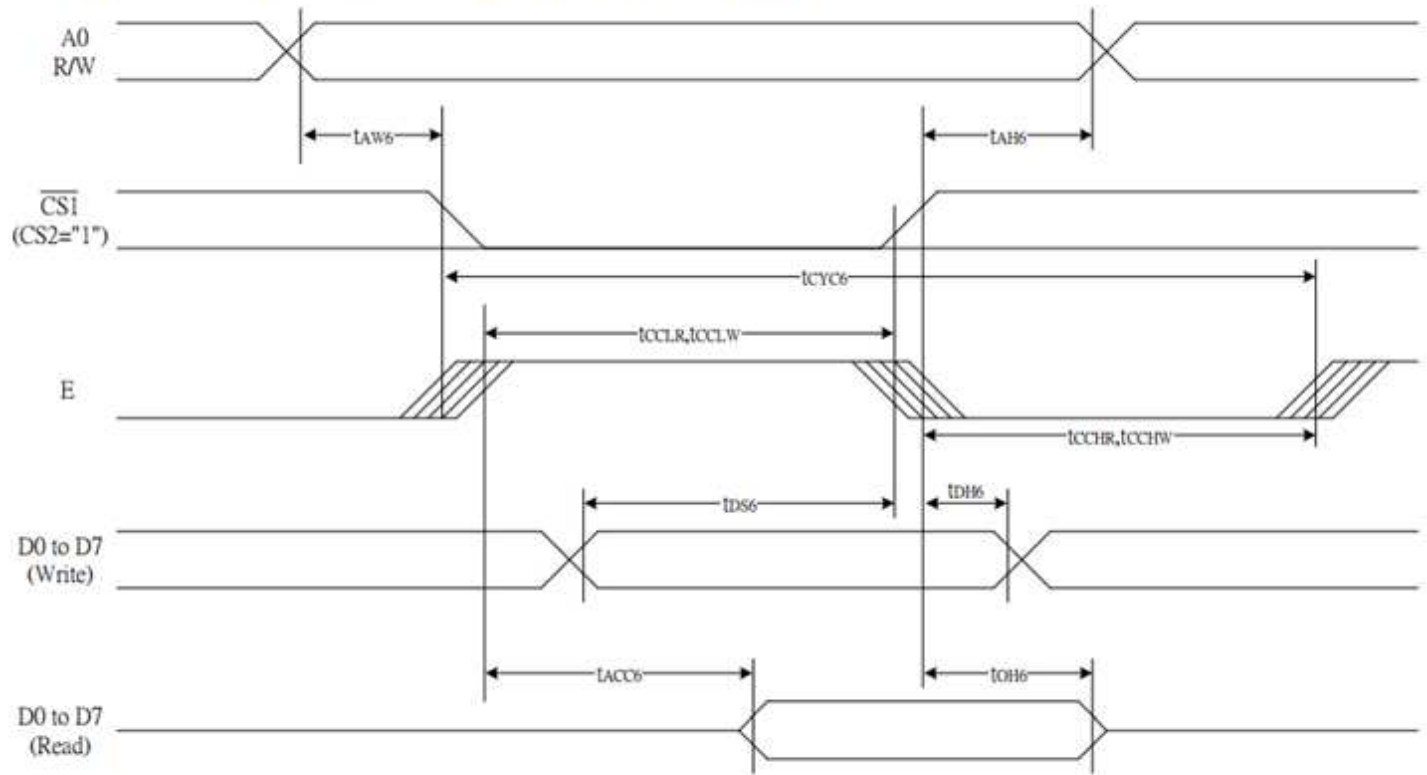 A0
R/W
tAW6
tAH6
CS1
(CS2="1")
tCYC6
tCCLR,tCCLW
E
tCCHR,tCCHW
tDS6
tDH6
D0 to D7
(Write)
tACC6
tOH6
D0 to D7
(Read)